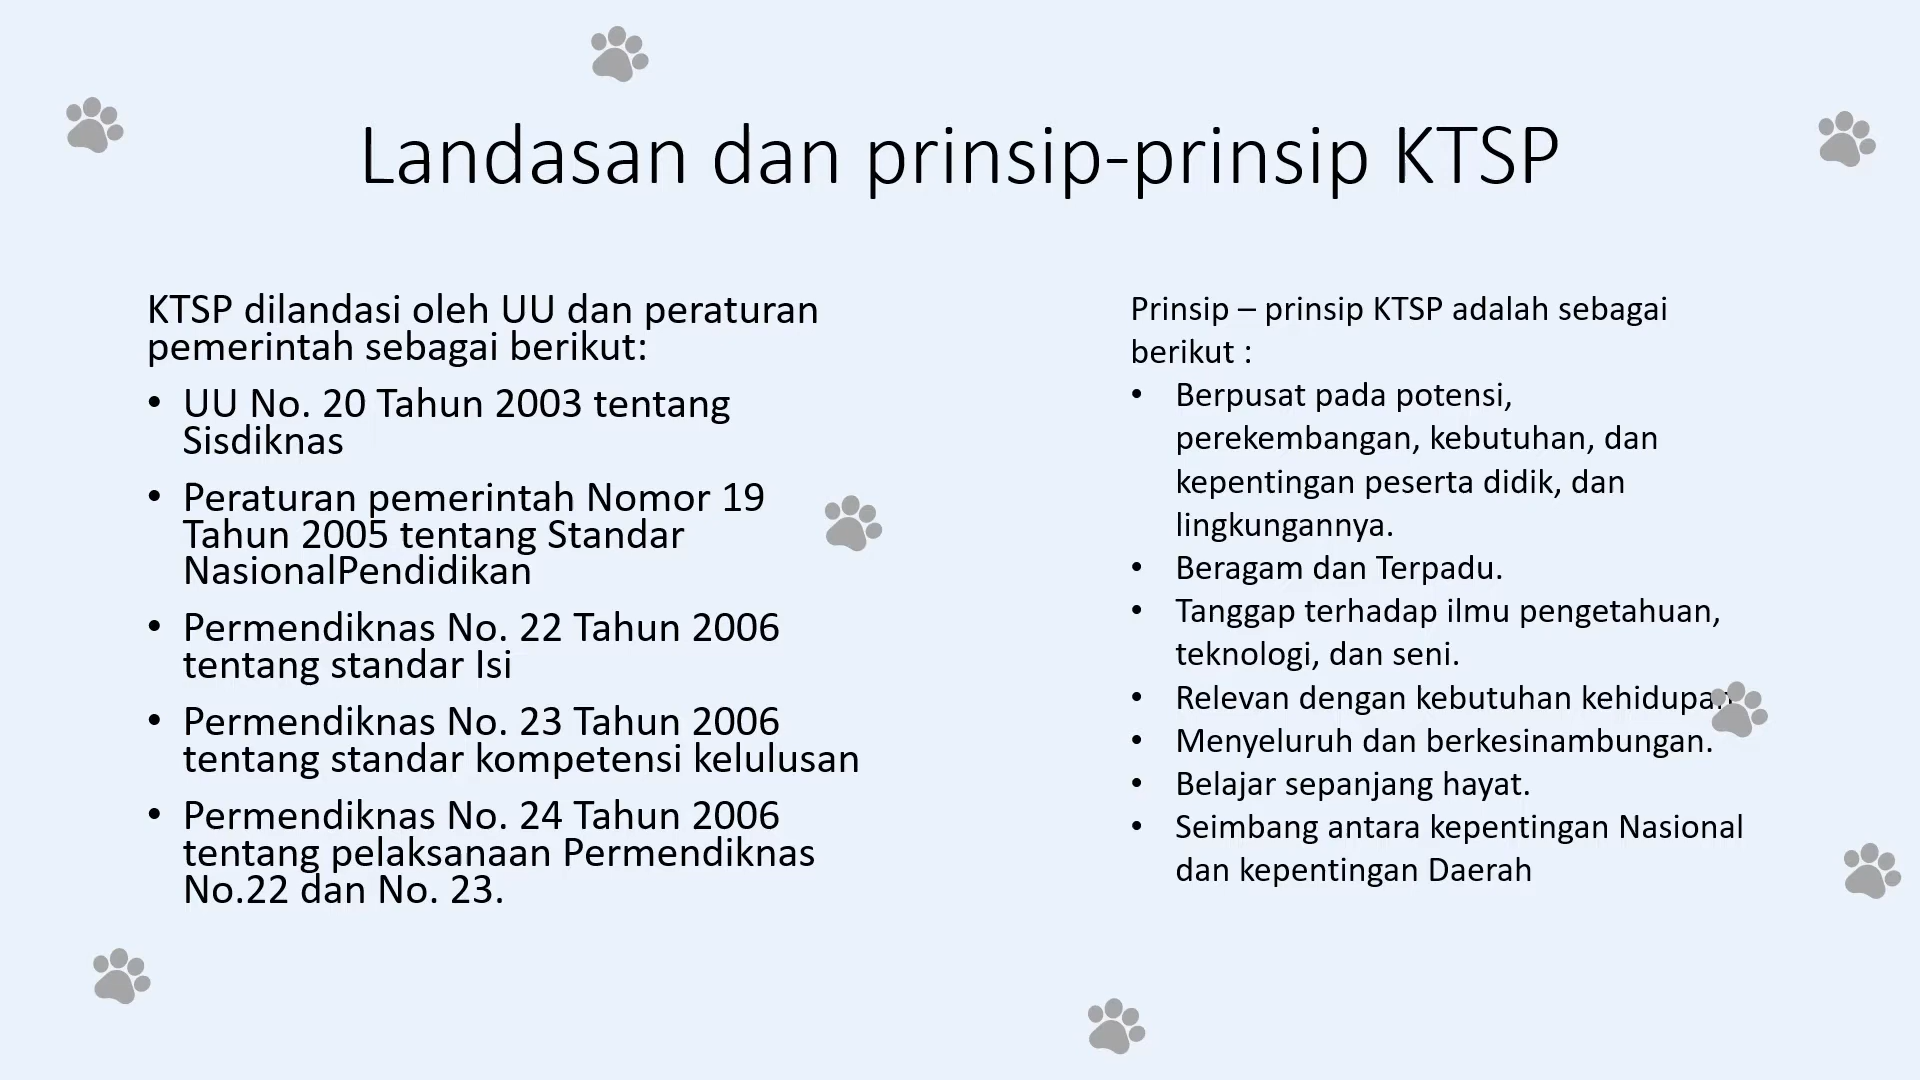 Landasan dan prinsip-prinsip KTSP
KTSP dilandasi oleh UU dan peraturan
pemerintah sebagai berikut:
• UU No. 20 Tahun 2003 tentang
Sisdiknas
• Peraturan pemerintah Nomor 19
Tahun 2005 tentang Standar
NasionalPendidikan
• Permendiknas No. 22 Tahun 2006
tentang standar Isi
• Permendiknas No. 23 Tahun 2006
tentang standar kompetensi kelulusan
• Permendiknas No. 24 Tahun 2006
tentang pelaksanaan Permendiknas
No.22 dan No. 23.
Prinsip – prinsip KTSP adalah sebagai
berikut :
• Berpusat pada potensi,
perekembangan, kebutuhan, dan
kepentingan peserta didik, dan
lingkungannya.
• Beragam dan Terpadu.
• Tanggap terhadap ilmu pengetahuan,
teknologi, dan seni.
• Relevan dengan kebutuhan kehidupan
• Menyeluruh dan berkesinambungan.
• Belajar sepanjang hayat.
• Seimbang antara kepentingan Nasional
dan kepentingan Daerah